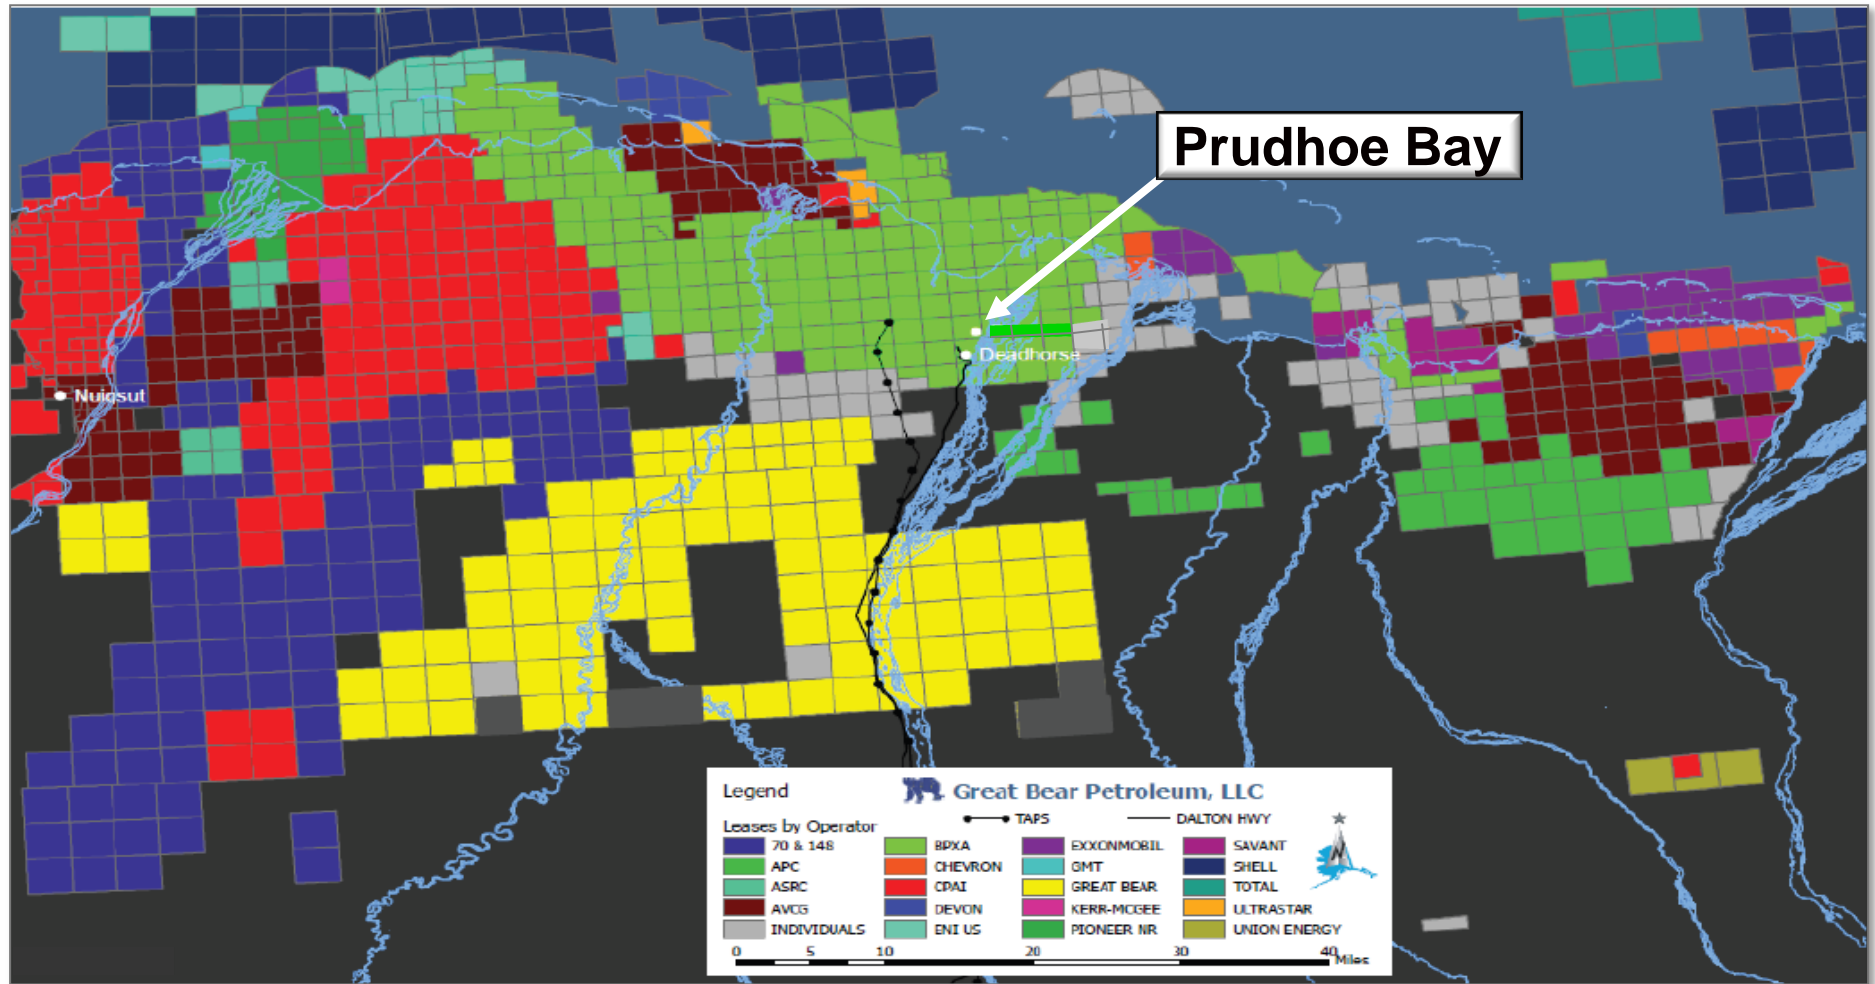 Prudhoe Bay
Deadhorse
Nuiqsut
Legend
Great Bear Petroleum, LLC
TAPS
DALTON HWY
Leases by Operator
70 & 148
BPXA
EXXONMOBIL
SAVANT
APC
CHEVRON
GMT
SHELL
ASRC
CPAI
GREAT BEAR
TOTAL
AVCG
DEVON
KERR-MCGEE
ULTRASTAR
INDIVIDUALS
ENI US
PIONEER NR
UNION ENERGY
0 5 10 20 30 40 Miles
N